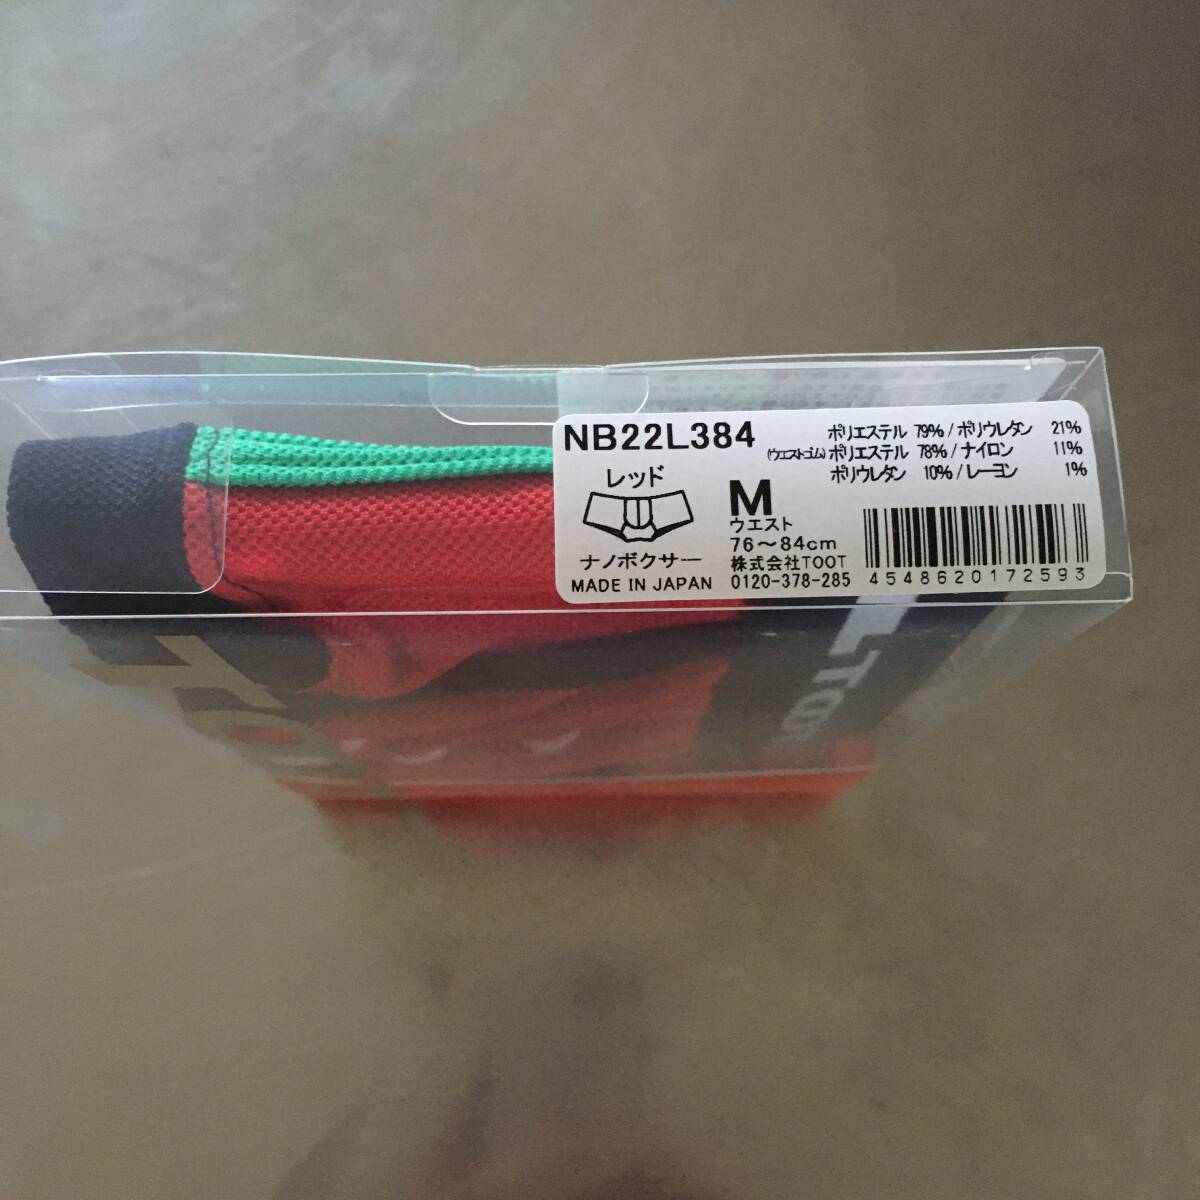 NB22L384
レッド
ナノボクサー
MADE IN JAPAN
M
ウエスト
76～84cm
株式会社TOOT
0120-378-285
ポリエステル 79% / ポリウレタン 21%
(ウエストゴム) ポリエステル 78% / ナイロン 11%
ポリウレタン 10% / レーヨン 1%
4548620172593